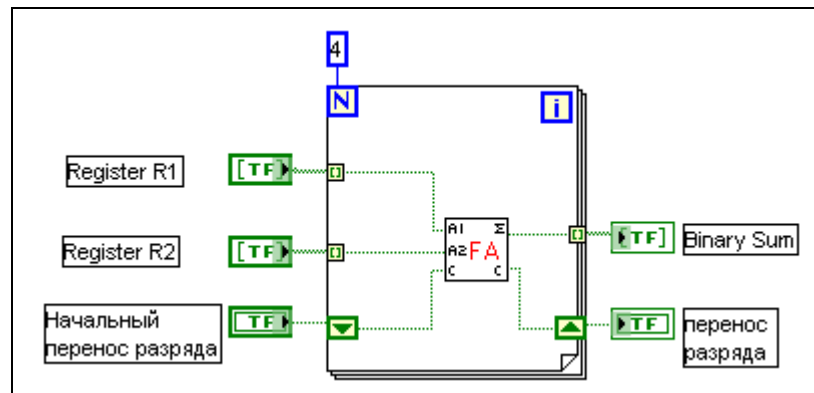 4
N
i
Register R1
[TF]
[]
A1 Σ
Register R2
[TF]
[]
A2 FA
C C
[]
[TF]
Binary Sum
Начальный
перенос разряда
TF
TF
перенос
разряда